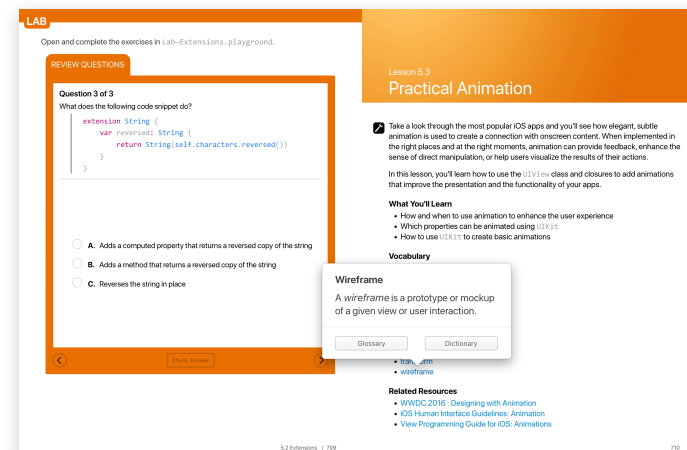 LAB
Open and complete the exercises in Lab—Extensions.playground.
REVIEW QUESTIONS
Question 3 of 3
What does the following code snippet do?
extension String {
var reversed: String {
return String(self.characters.reversed())
}
}
A. Adds a computed property that returns a reversed copy of the string
B. Adds a method that returns a reversed copy of the string
C. Reverses the string in place
Check Answer
5.2 Extensions | 709
Lesson 5.3
Practical Animation
Take a look through the most popular iOS apps and you'll see how elegant, subtle
animation is used to create a connection with onscreen content. When implemented in
the right places and at the right moments, animation can provide feedback, enhance the
sense of direct manipulation, or help users visualize the results of their actions.
In this lesson, you'll learn how to use the UIView class and closures to add animations
that improve the presentation and the functionality of your apps.
What You'll Learn
• How and when to use animation to enhance the user experience
• Which properties can be animated using UIKit
• How to use UIKit to create basic animations
Vocabulary
Wireframe
A wireframe is a prototype or mockup
of a given view or user interaction.
Glossary Dictionary
• wireframe
Related Resources
• WWDC 2016 : Designing with Animation
• iOS Human Interface Guidelines: Animation
• View Programming Guide for iOS: Animations
710